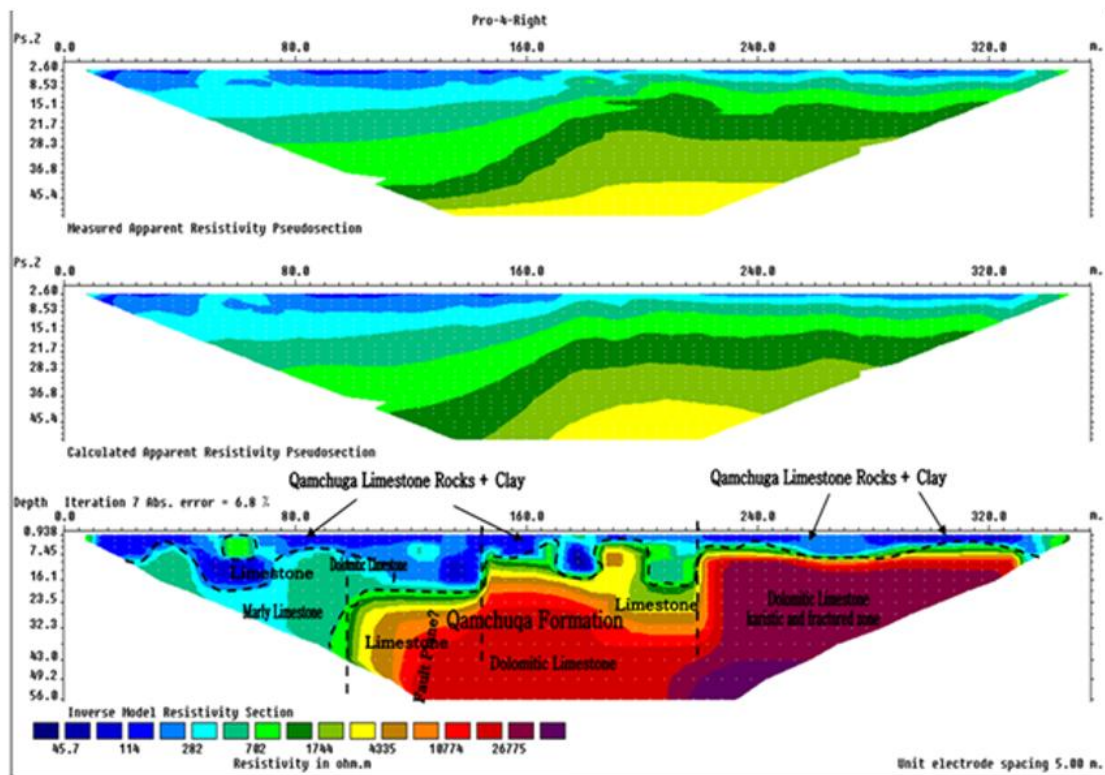 Pro-4-Right
Ps.Z 0.0 80.0 160.0 240.0 320.0 m.
2.60
8.53
15.1
21.7
28.3
36.8
45.4
Measured Apparent Resistivity Pseudosection
Ps.Z 0.0 80.0 160.0 240.0 320.0 m.
2.60
8.53
15.1
21.7
28.3
36.8
45.4
Calculated Apparent Resistivity Pseudosection
Qamchuga Limestone Rocks + Clay Qamchuga Limestone Rocks + Clay
Depth Iteration 7 Abs. error = 6.8 %
0.0 80.0 160.0 240.0 320.0 m.
0.938
7.45
16.1
23.5
32.3
43.0
49.2
56.0
Limestone
Dolomitic Limestone
Marly Limestone
Limestone
Fault Plane?
Qamchuqa Formation
Dolomitic Limestone
Limestone
Dolomitic Limestone
karistic and fractured zone
Inverse Model Resistivity Section
45.7 114 282 702 1744 4335 10774 26775
Resistivity in ohm.m
Unit electrode spacing 5.00 m.